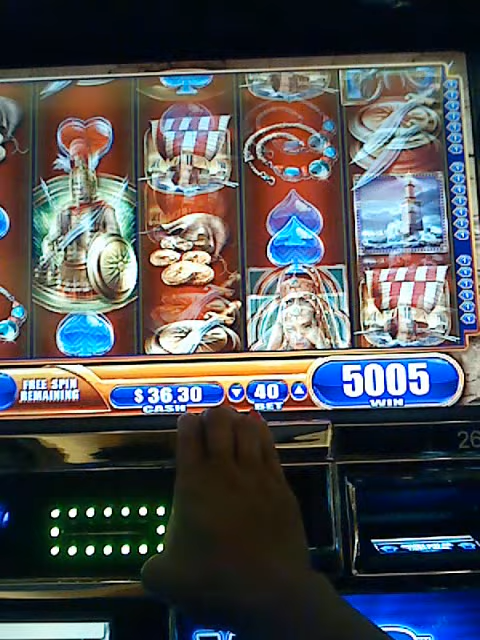 FREE SPIN
REMAINING
$36.30
CASH
40
BET
5005
WIN
26